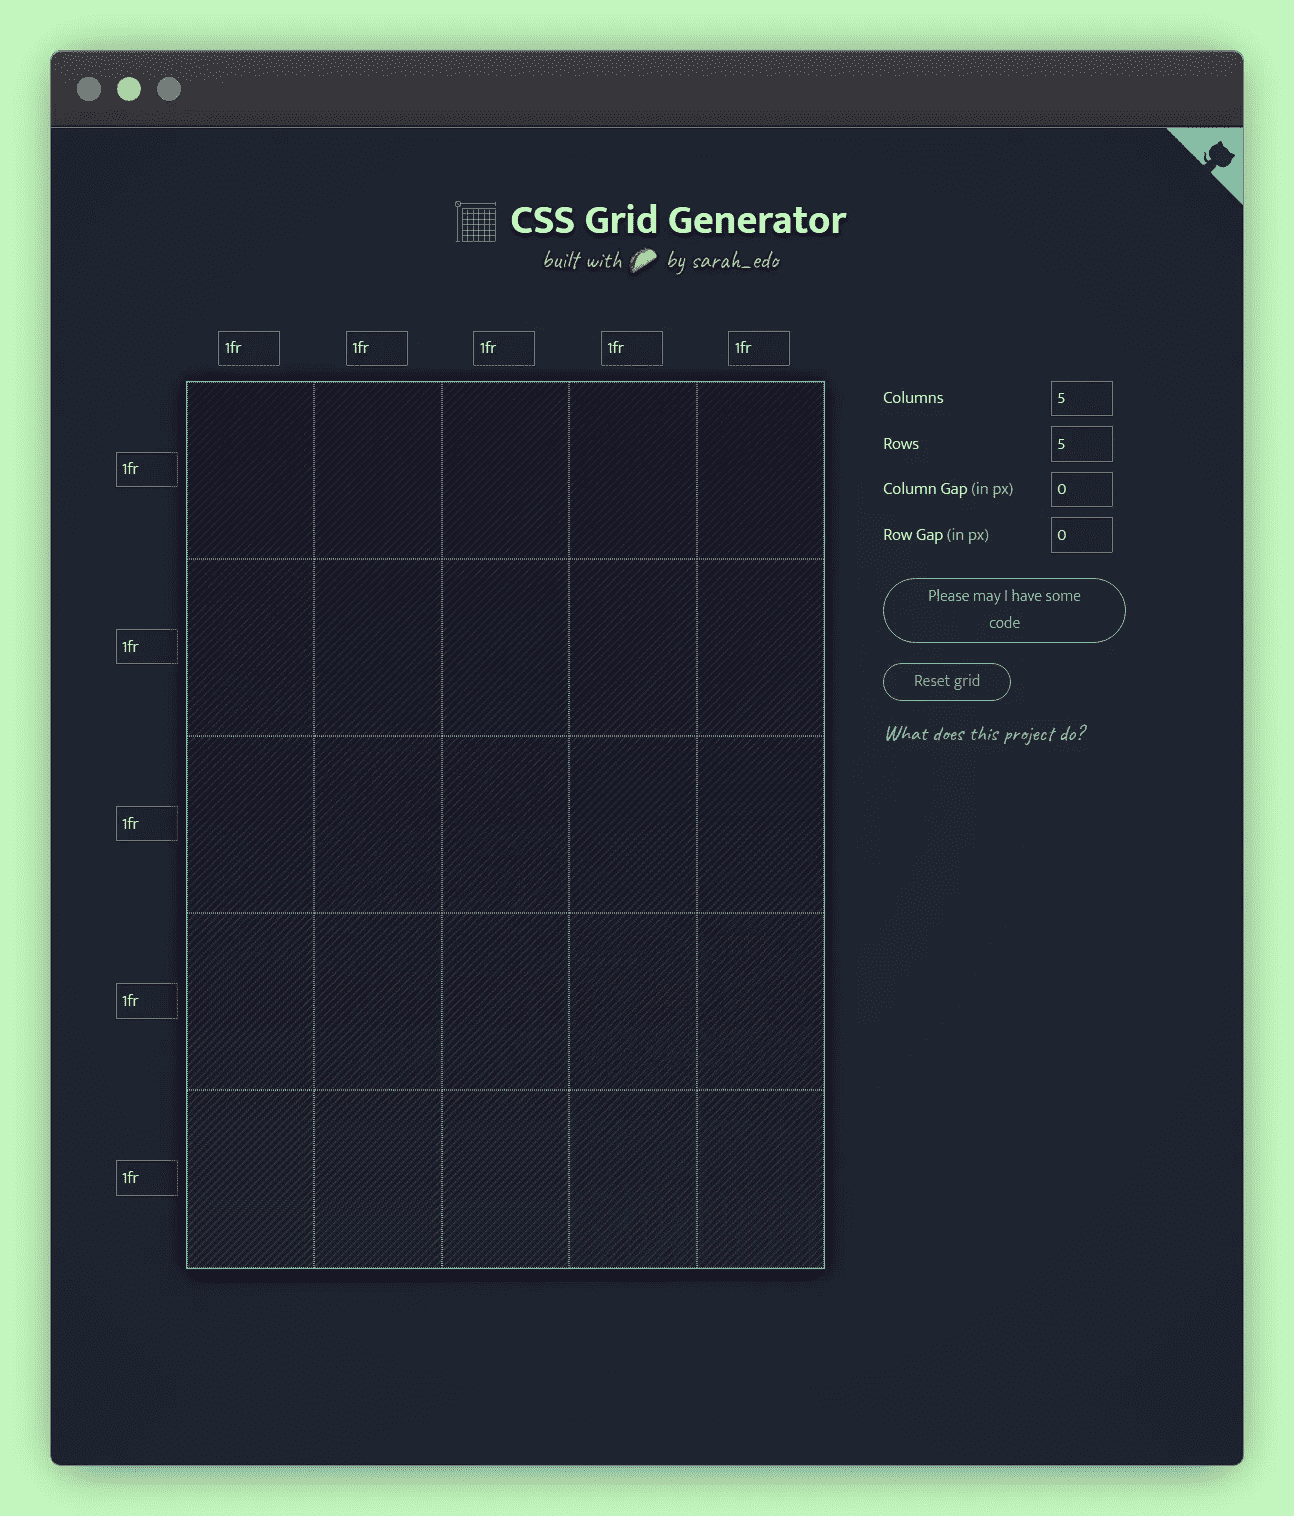 CSS Grid Generator
built with by sarah_edo
1fr 1fr 1fr 1fr 1fr
Columns 5
1fr
Rows 5
Column Gap (in px) 0
Row Gap (in px) 0
Please may I have some
code
1fr
Reset grid
What does this project do?
1fr
1fr
1fr